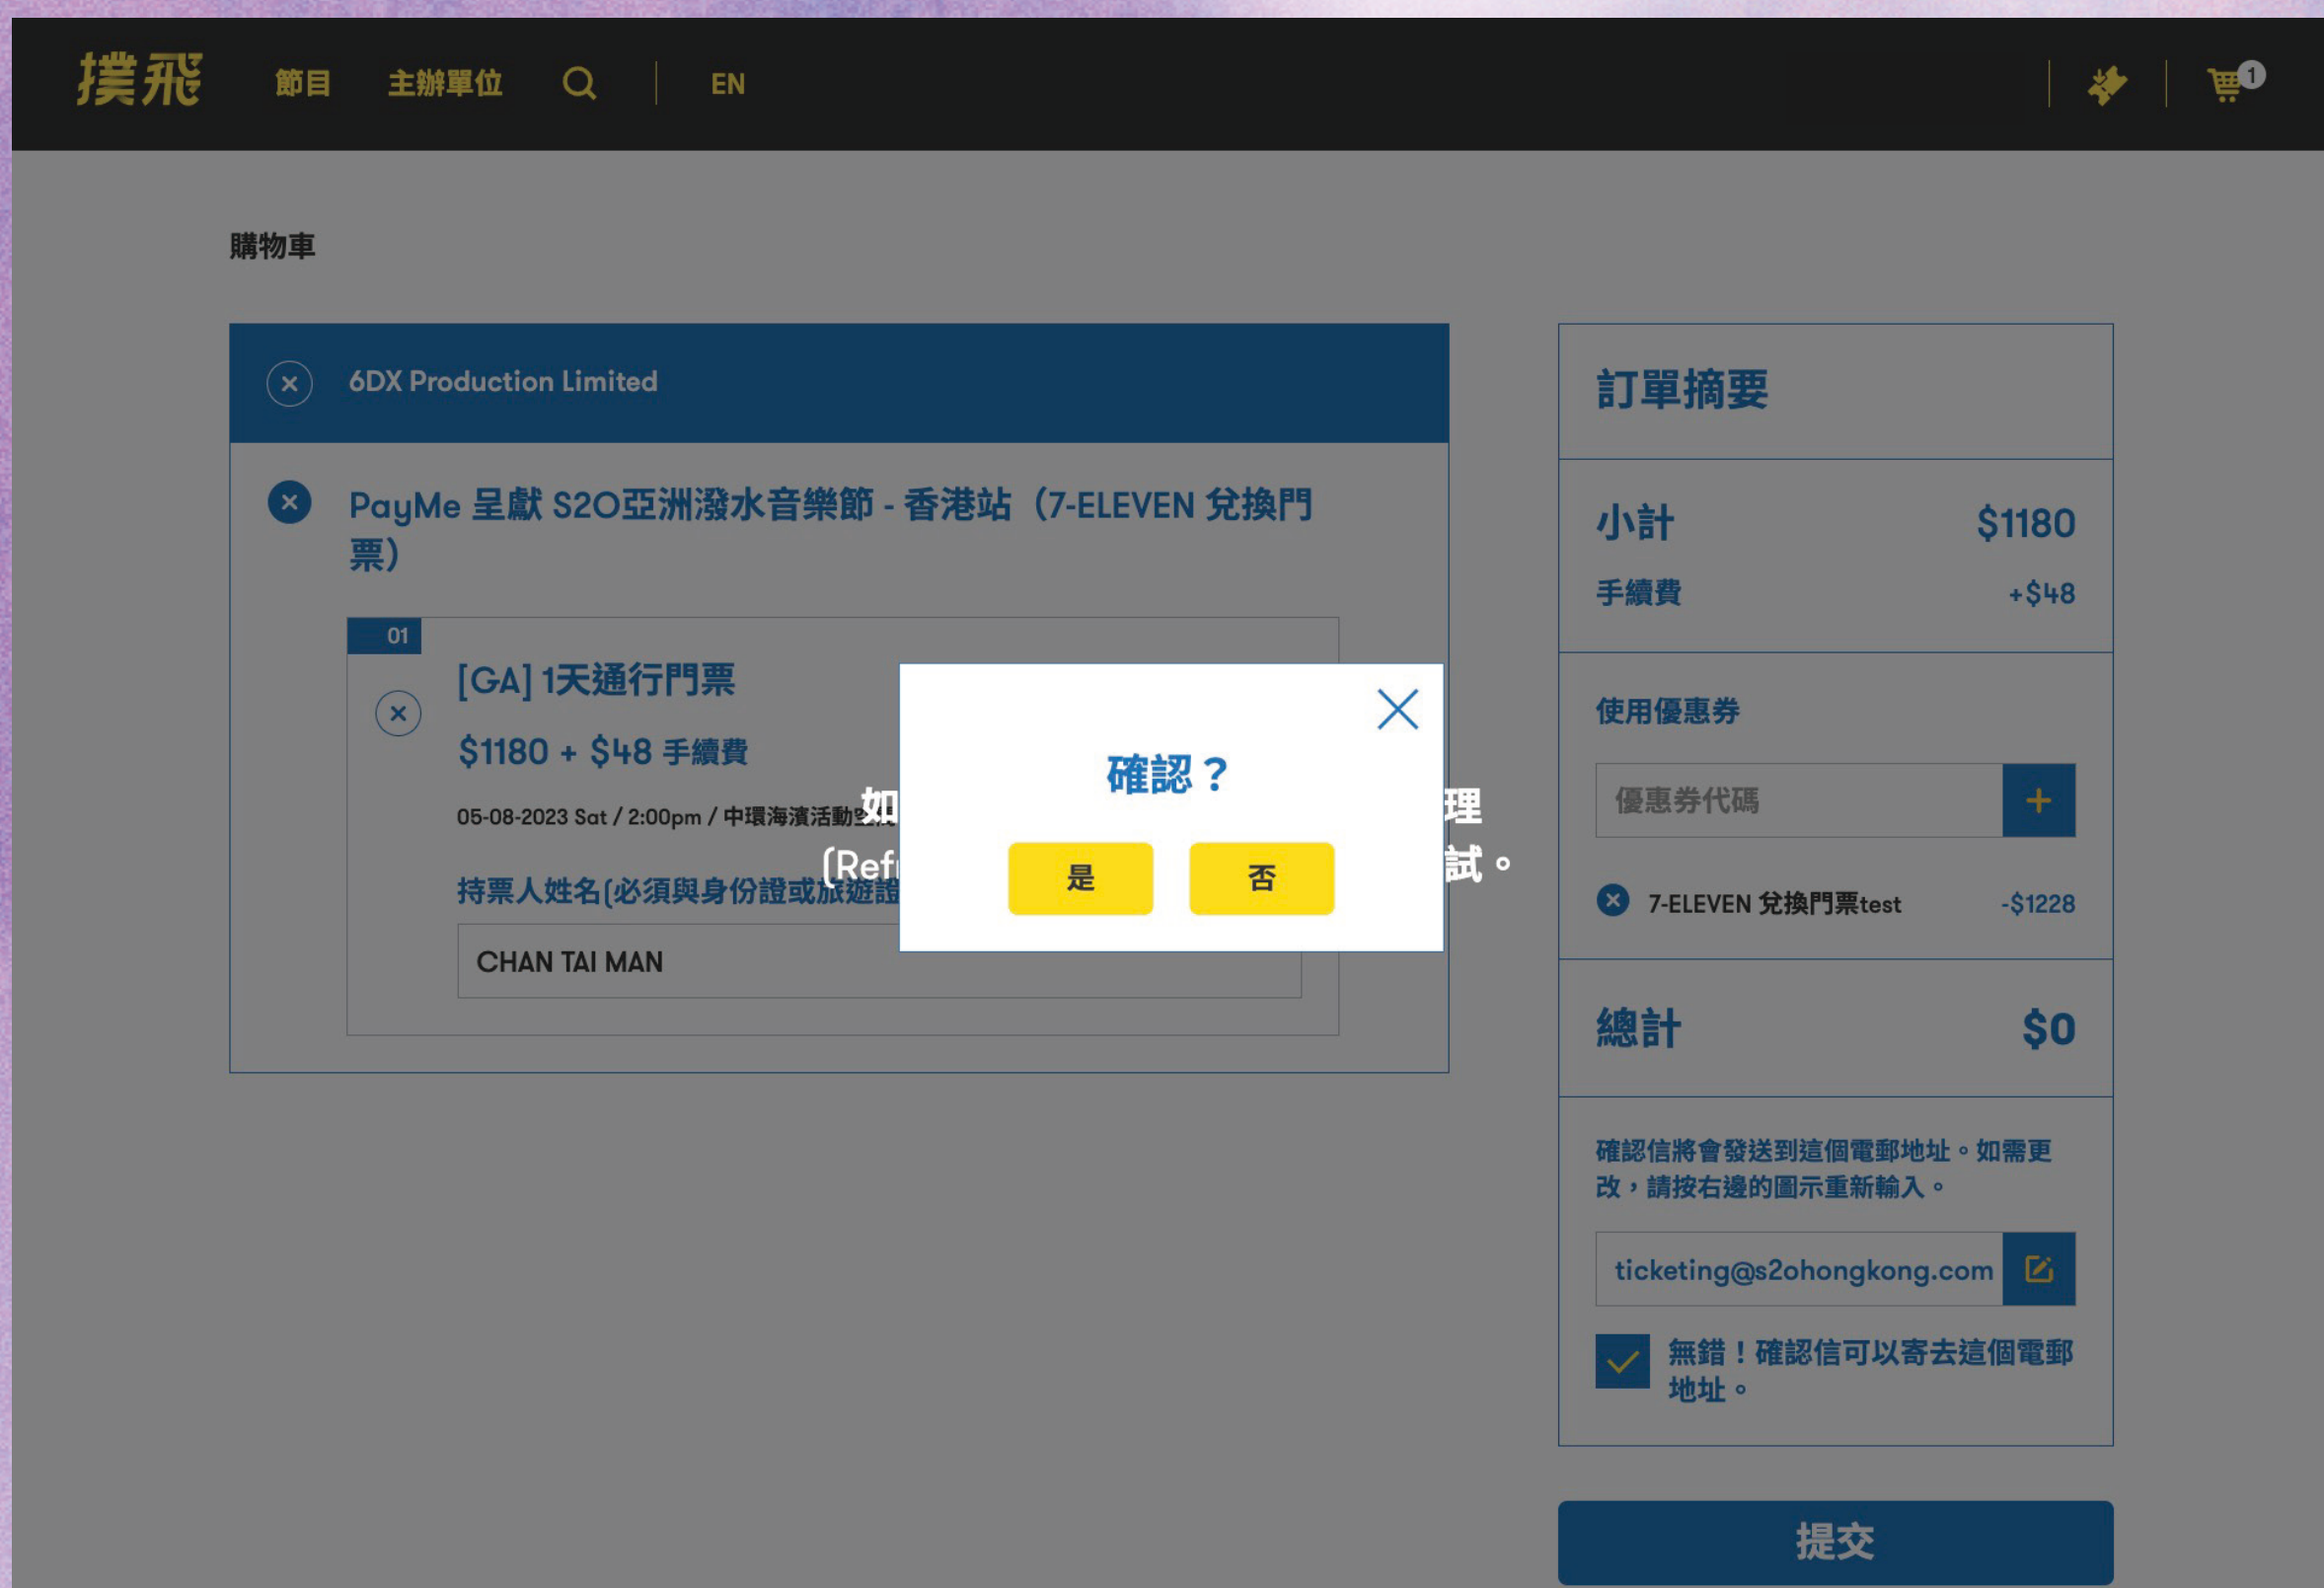 撲飛 節目 主辦單位 EN 1
購物車
6DX Production Limited
PayMe 呈獻 S2O亞洲潑水音樂節 - 香港站（7-ELEVEN 兌換門
票）
01
[GA] 1天通行門票
$1180 + $48 手續費
05-08-2023 Sat / 2:00pm / 中環海濱活動
持票人姓名(必須與身份證或旅遊證
CHAN TAI MAN
如
理
試。
確認？
是 否
訂單摘要
小計 $1180
手續費 +$48
使用優惠券
優惠券代碼 +
7-ELEVEN 兌換門票test -$1228
總計 $0
確認信將會發送到這個電郵地址。如需更
改，請按右邊的圖示重新輸入。
ticketing@s2ohongkong.com
無錯！確認信可以寄去這個電郵
地址。
提交